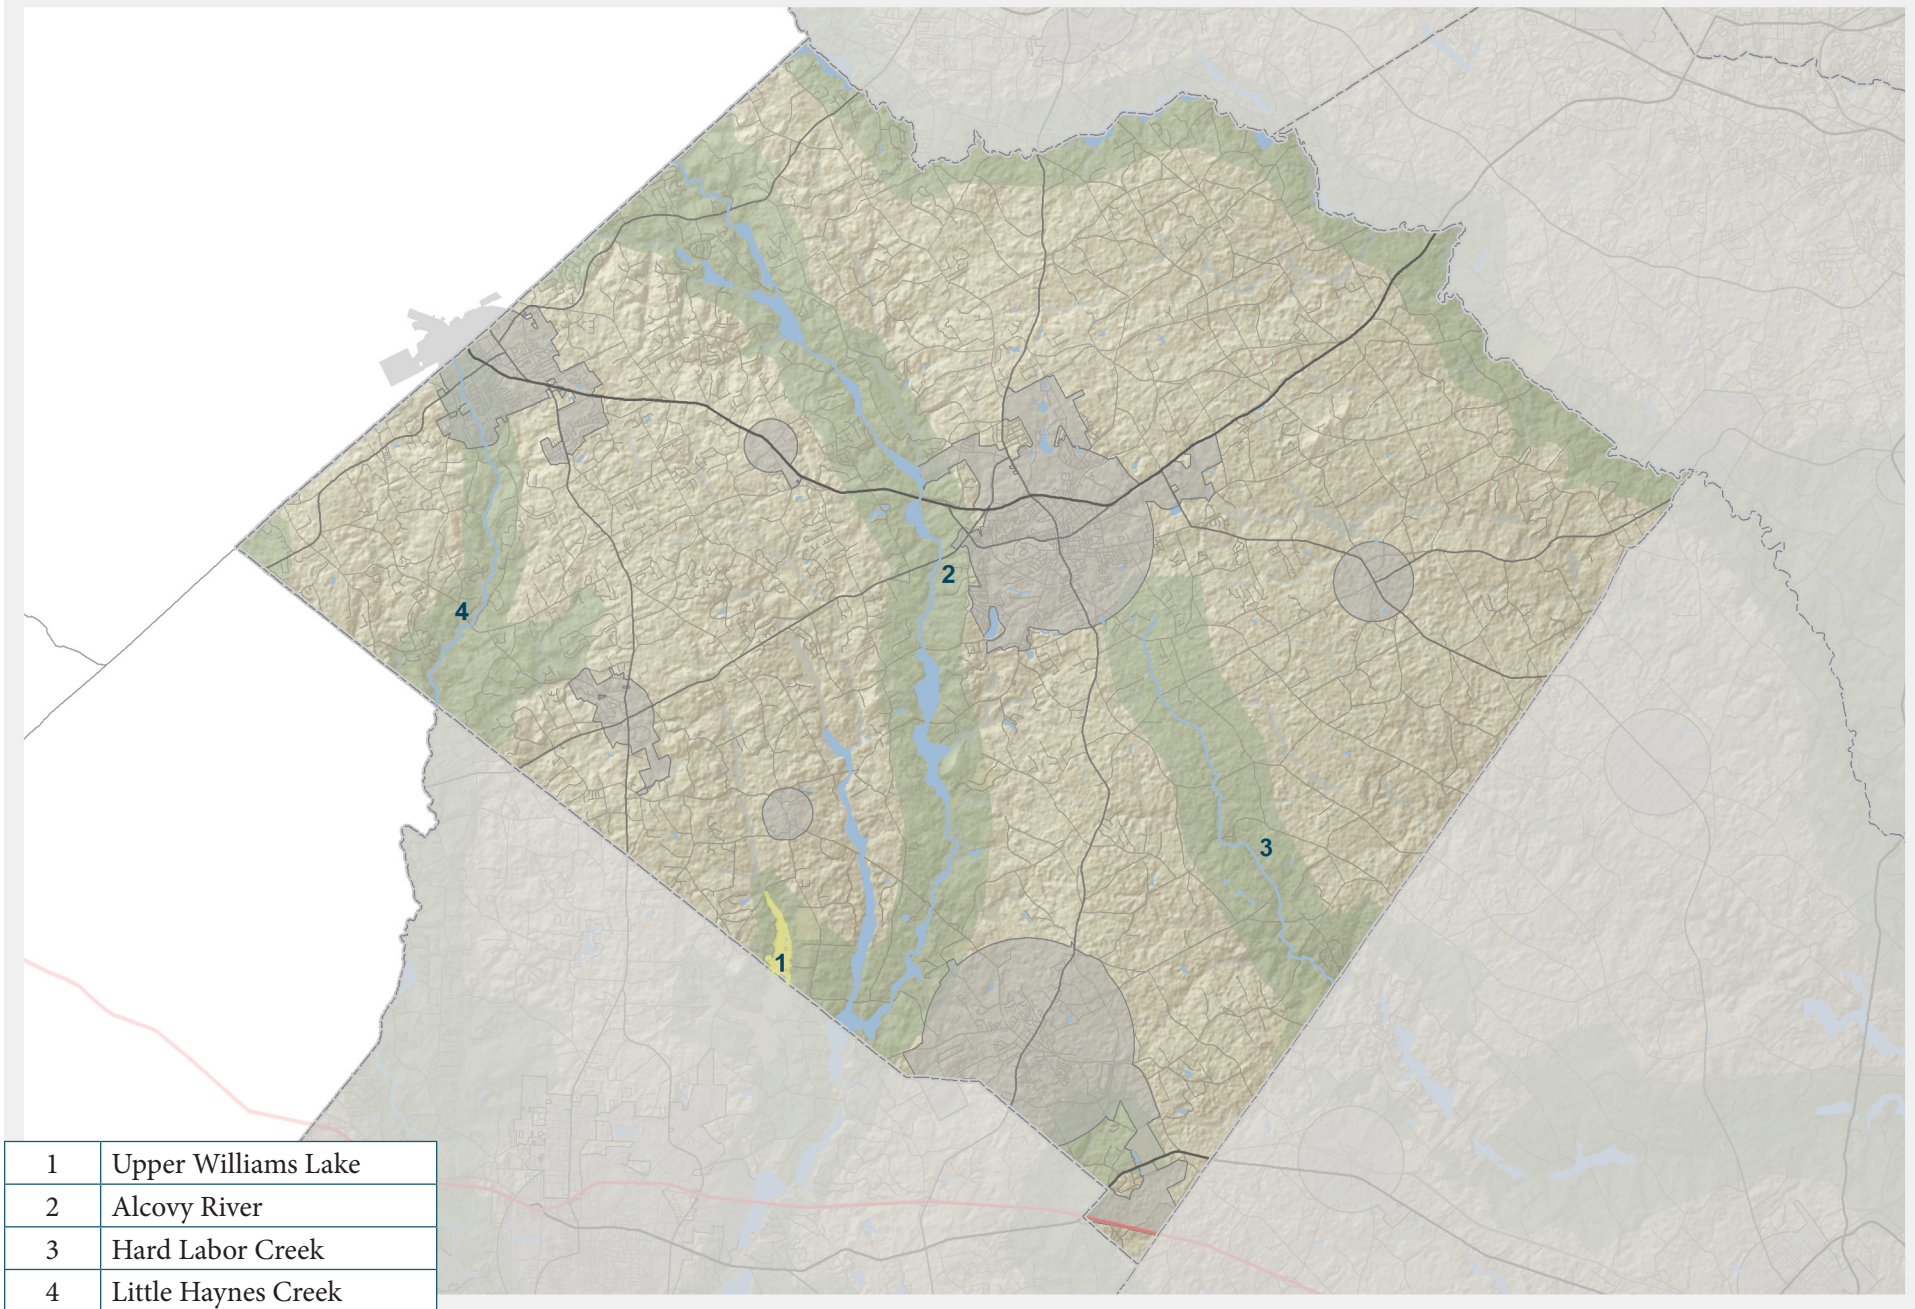 2
4
3
1
1 Upper Williams Lake
2 Alcovy River
3 Hard Labor Creek
4 Little Haynes Creek